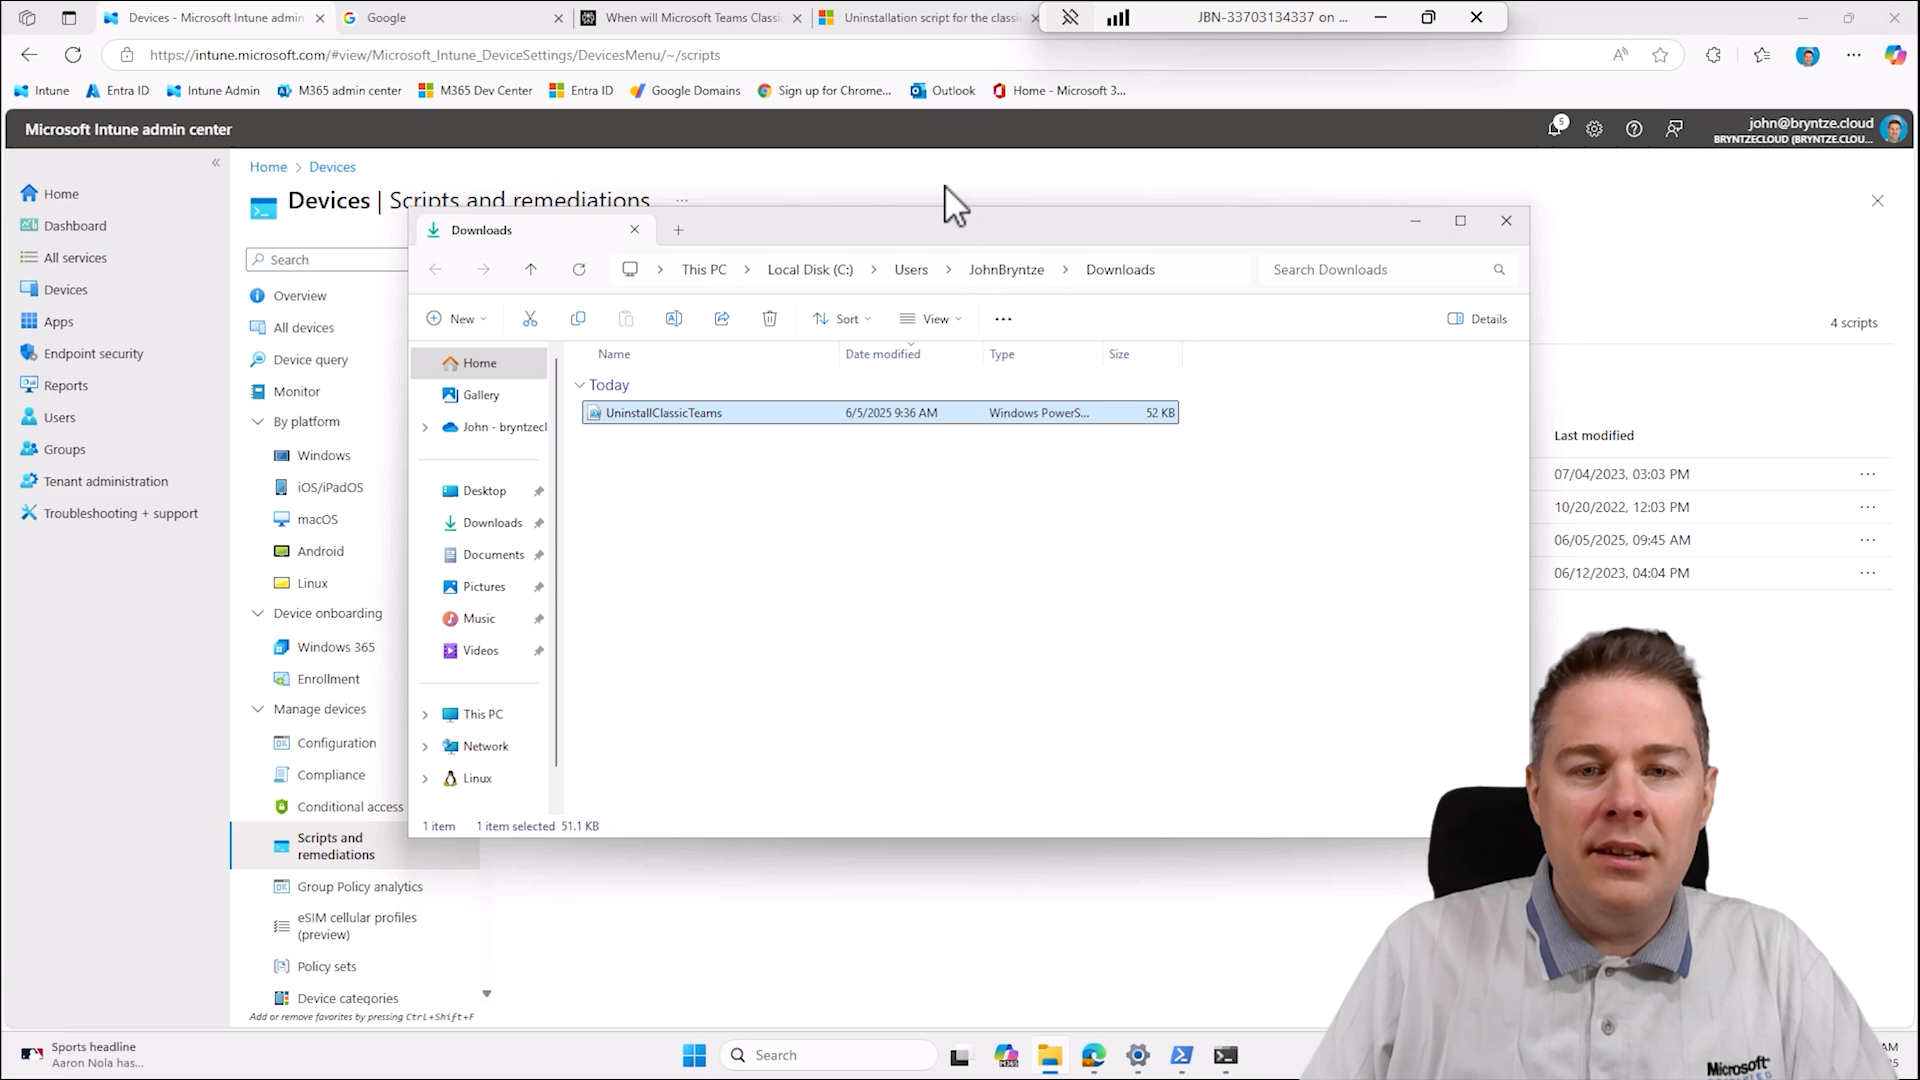 Devices - Microsoft Intune admin
Google
When will Microsoft Teams Classic
Uninstallation script for the classic
JBN-33703134337 on ...
https://intune.microsoft.com/#view/Microsoft_Intune_DeviceSettings/DevicesMenu/~/scripts
Intune
Entra ID
Intune Admin
M365 admin center
M365 Dev Center
Entra ID
Google Domains
Sign up for Chrome...
Outlook
Home - Microsoft 3...
Microsoft Intune admin center
5
john@bryntze.cloud
BRYNTZECLOUD (BRYNTZE.CLOU...
Home
Dashboard
All services
Devices
Apps
Endpoint security
Reports
Users
Groups
Tenant administration
Troubleshooting + support
Home > Devices
Devices | Scripts and remediations ...
Search
Overview
All devices
Device query
Monitor
By platform
Windows
iOS/iPadOS
macOS
Android
Linux
Device onboarding
Windows 365
Enrollment
Manage devices
Configuration
Compliance
Conditional access
Scripts and
remediations
Group Policy analytics
eSIM cellular profiles
(preview)
Policy sets
Device categories
Add or remove favorites by pressing Ctrl+Shift+F
Downloads
This PC > Local Disk (C:) > Users > JohnBryntze > Downloads
Search Downloads
New
Sort
View
Details
Home
Gallery
John - bryntzecl
Desktop
Downloads
Documents
Pictures
Music
Videos
This PC
Network
Linux
Name
Date modified
Type
Size
Today
UninstallClassicTeams
6/5/2025 9:36 AM
Windows PowerS...
52 KB
1 item
1 item selected 51.1 KB
4 scripts
Last modified
07/04/2023, 03:03 PM
10/20/2022, 12:03 PM
06/05/2025, 09:45 AM
06/12/2023, 04:04 PM
Sports headline
Aaron Nola has...
Search
AM
Microsoft